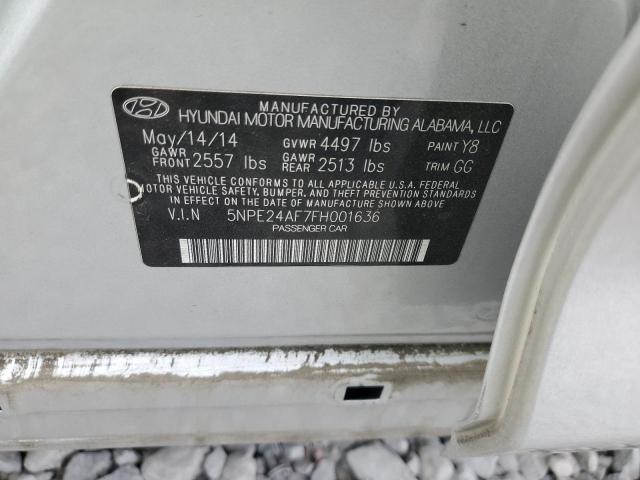 MANUFACTURED BY
HYUNDAI MOTOR MANUFACTURING ALABAMA, LLC
May/14/14 GVWR 4497 lbs PAINT Y8
GAWR FRONT 2557 lbs GAWR REAR 2513 lbs TRIM GG
THIS VEHICLE CONFORMS TO ALL APPLICABLE U.S.A FEDERAL
MOTOR VEHICLE SAFETY, BUMPER, AND THEFT PREVENTION STANDARDS
IN EFFECT ON THE DATE OF MANUFACTURE SHOWN ABOVE
V.I.N 5NPE24AF7FH001636
PASSENGER CAR